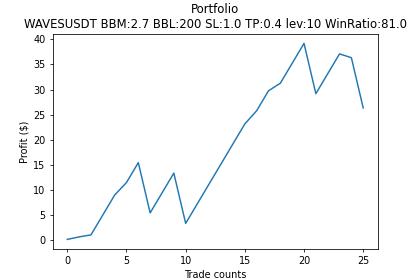 Portfolio
WAVESUSDT BBM:2.7 BBL:200 SL:1.0 TP:0.4 lev:10 WinRatio:81.0
40
35
30
25
20
15
10
5
0
Profit ($)
0 5 10 15 20 25
Trade counts